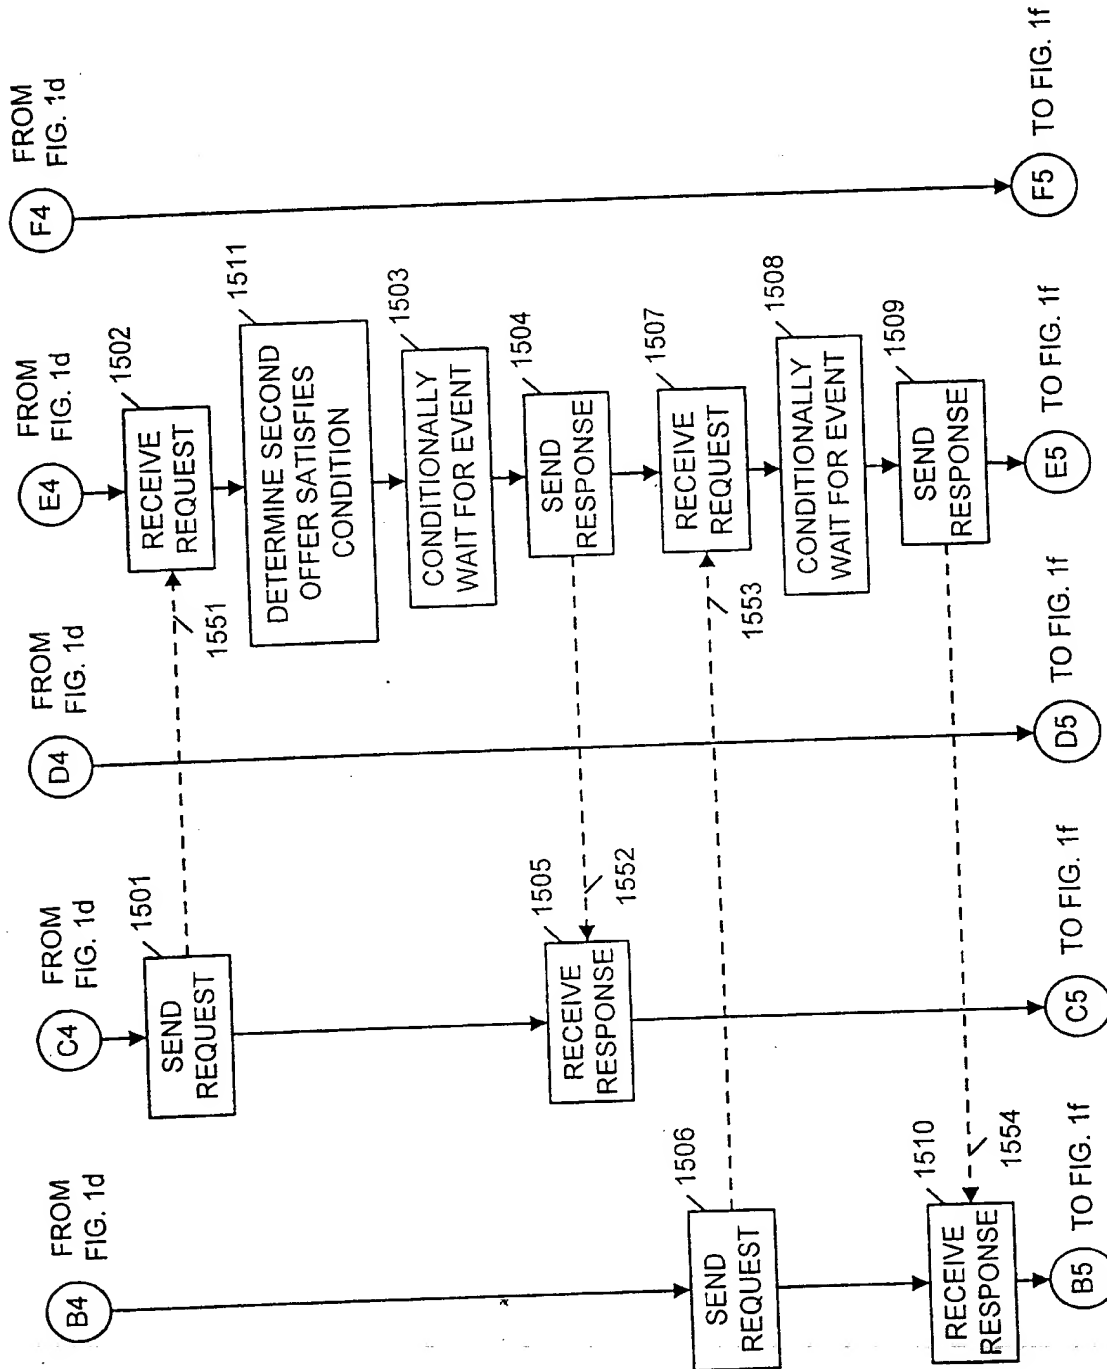 FROM
FIG. 1d
B4
1506
SEND
REQUEST
1510
RECEIVE
RESPONSE
1554
B5
TO FIG. 1f
FROM
FIG. 1d
C4
1501
SEND
REQUEST
1505
RECEIVE
RESPONSE
1552
C5
TO FIG. 1f
FROM
FIG. 1d
D4
D5
TO FIG. 1f
FROM
FIG. 1d
E4
1502
RECEIVE
REQUEST
1551
1511
DETERMINE SECOND
OFFER SATISFIES
CONDITION
1503
CONDITIONALLY
WAIT FOR EVENT
1504
SEND
RESPONSE
1507
RECEIVE
REQUEST
1553
1508
CONDITIONALLY
WAIT FOR EVENT
1509
SEND
RESPONSE
E5
TO FIG. 1f
FROM
FIG. 1d
F4
F5
TO FIG. 1f